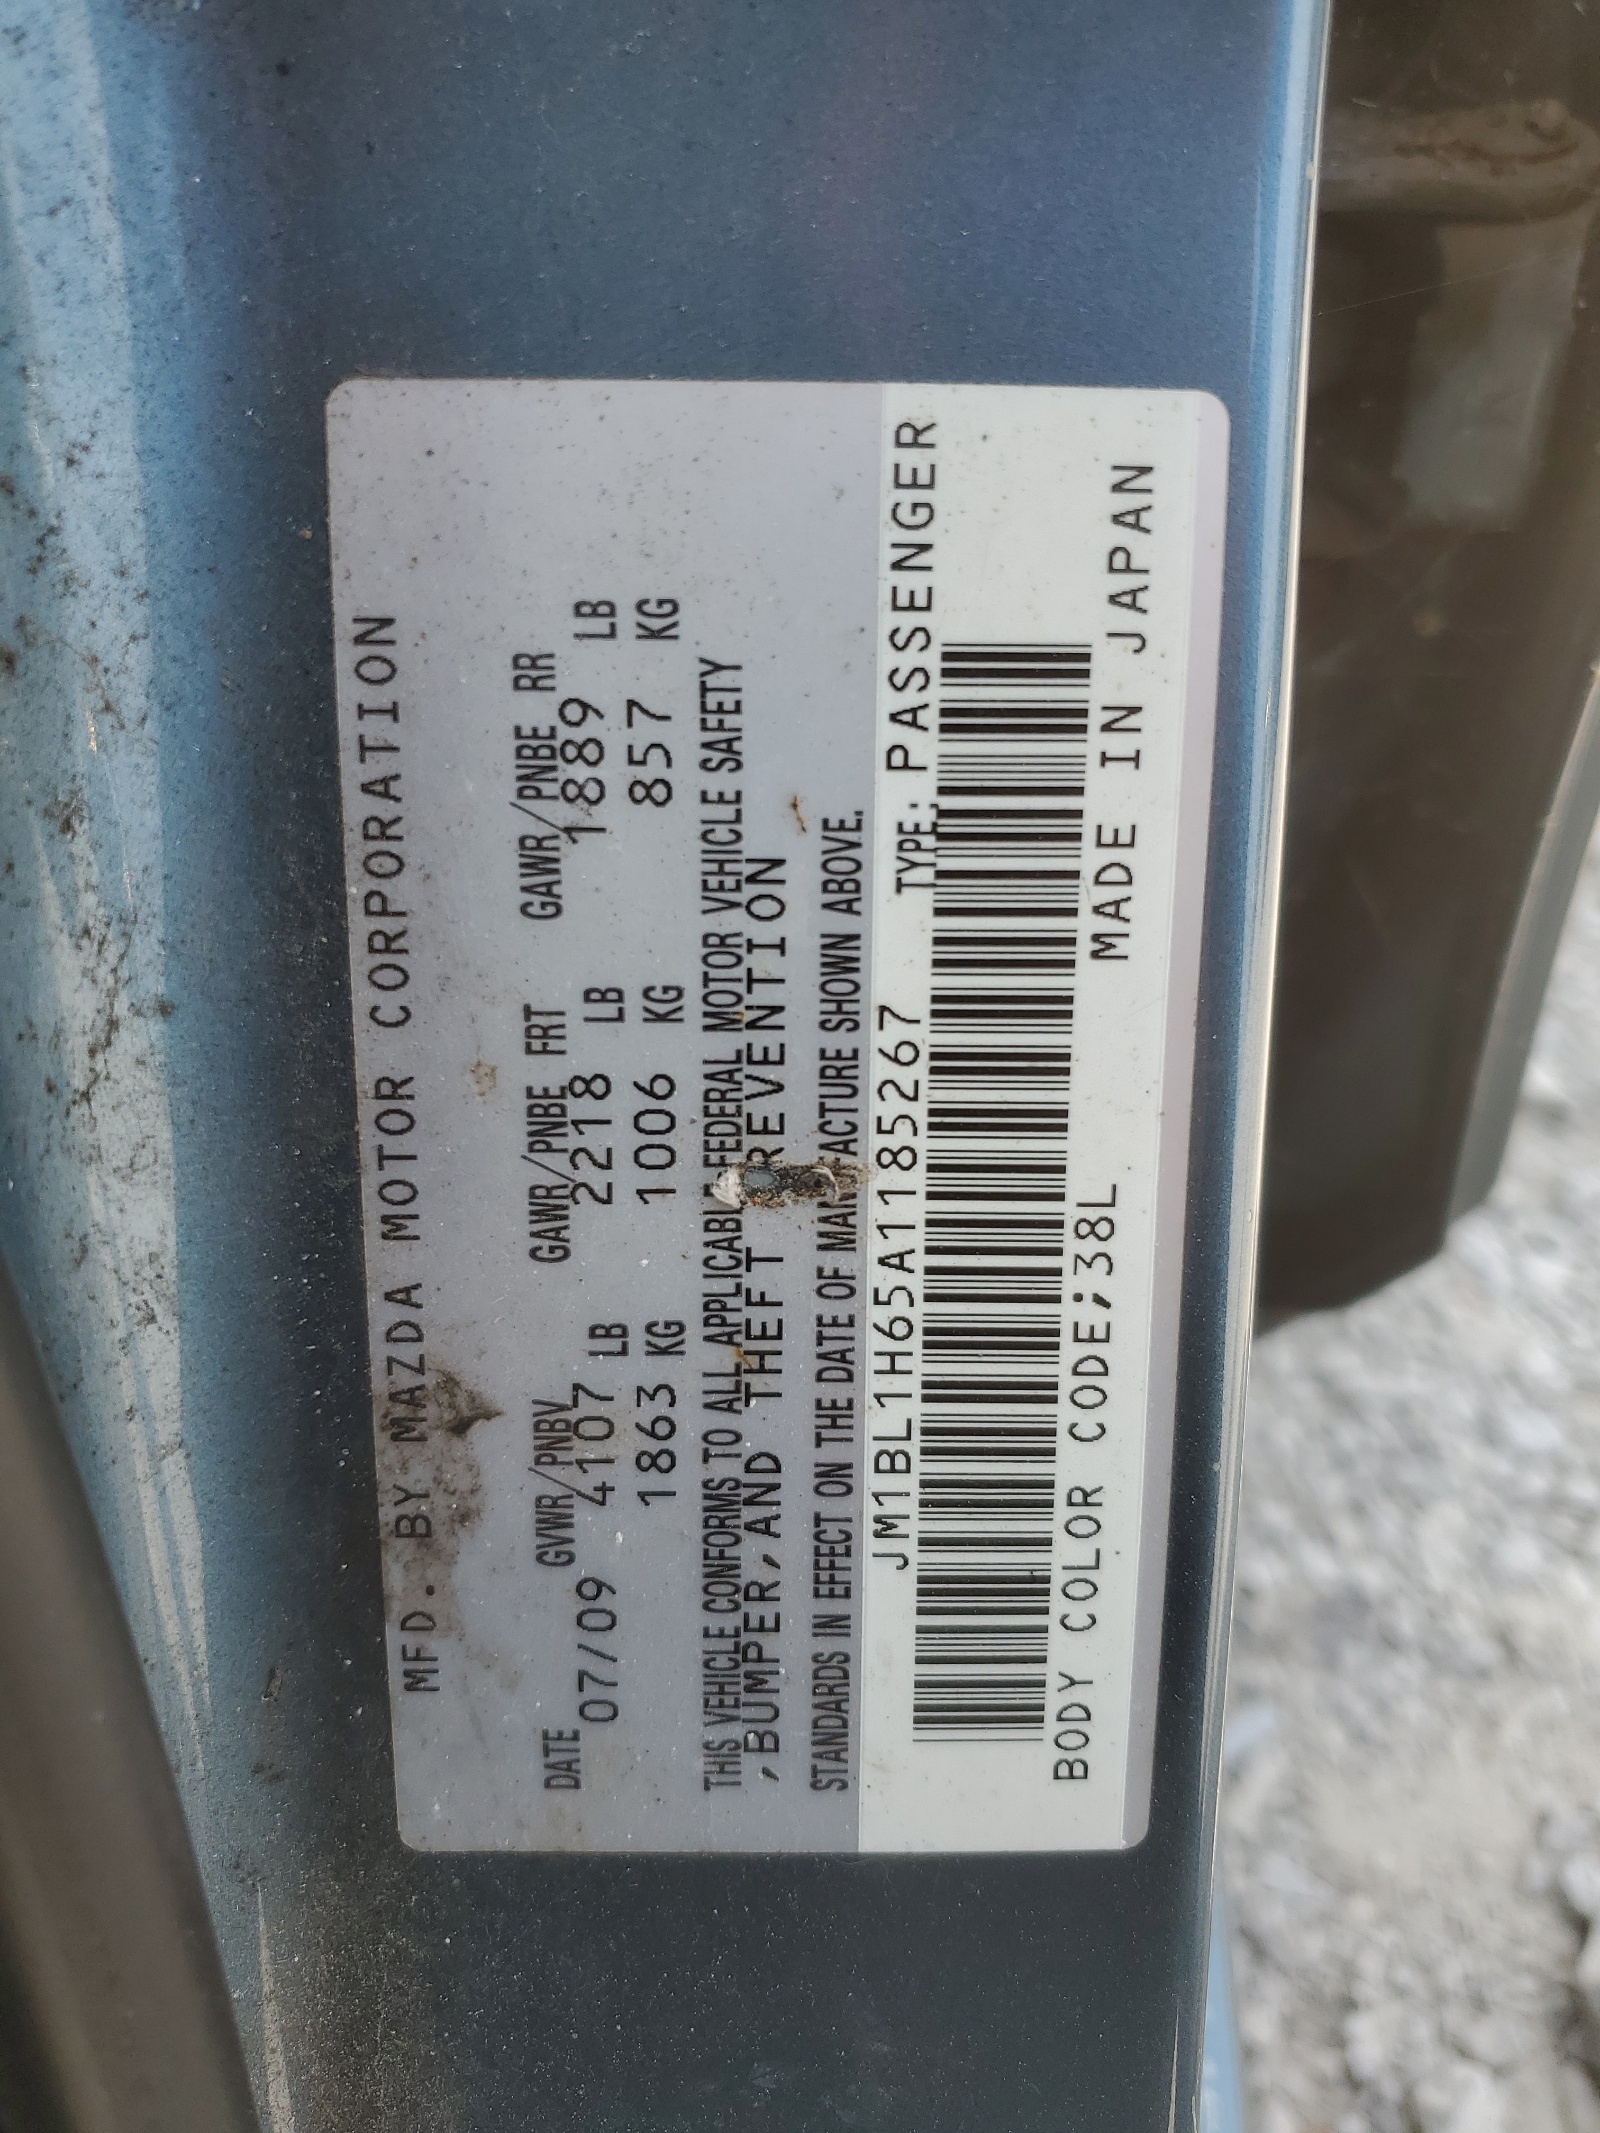 MFD. BY MAZDA MOTOR CORPORATION
DATE GVWR/PNBV GAWR/PNBE FRT GAWR/PNBE RR
07/09 4107 LB 2218 LB 1889 LB
1863 KG 1006 KG 857 KG
THIS VEHICLE CONFORMS TO ALL APPLICABLE FEDERAL MOTOR VEHICLE SAFETY
,BUMPER,AND THEFT REVENTION
STANDARDS IN EFFECT ON THE DATE OF MAN ACTURE SHOWN ABOVE.
JM1BL1H65A1185267 TYPE: PASSENGER
BODY COLOR CODE;38L MADE IN JAPAN